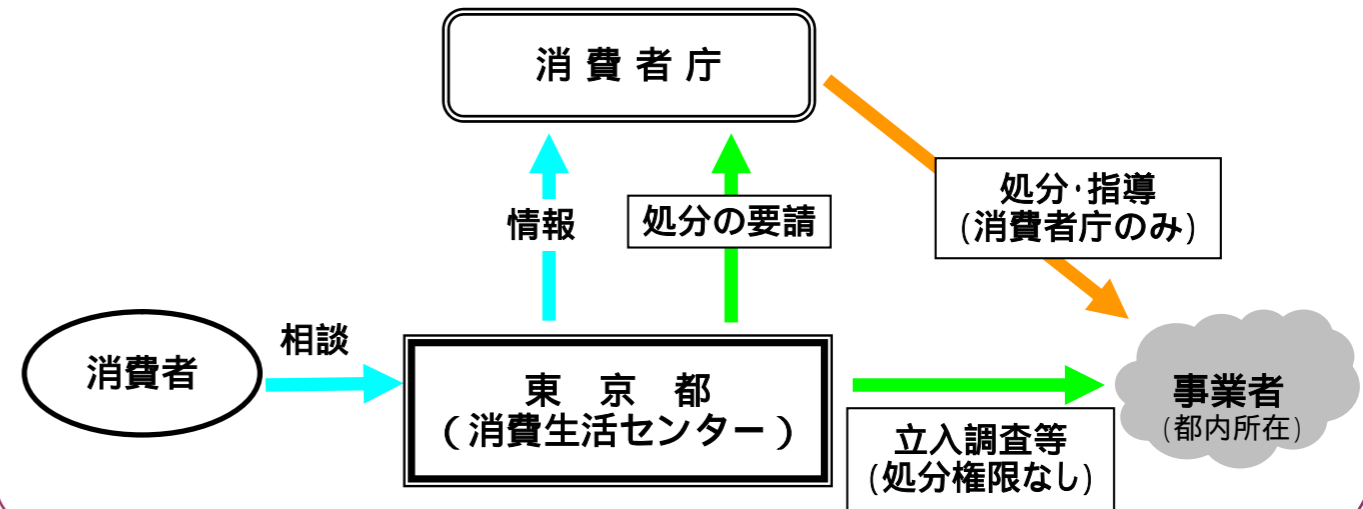 消費者庁
情報
処分の要請
処分・指導
(消費者庁のみ)
消費者
相談
東 京 都
(消費生活センター)
立入調査等
(処分権限なし)
事業者
(都内所在)